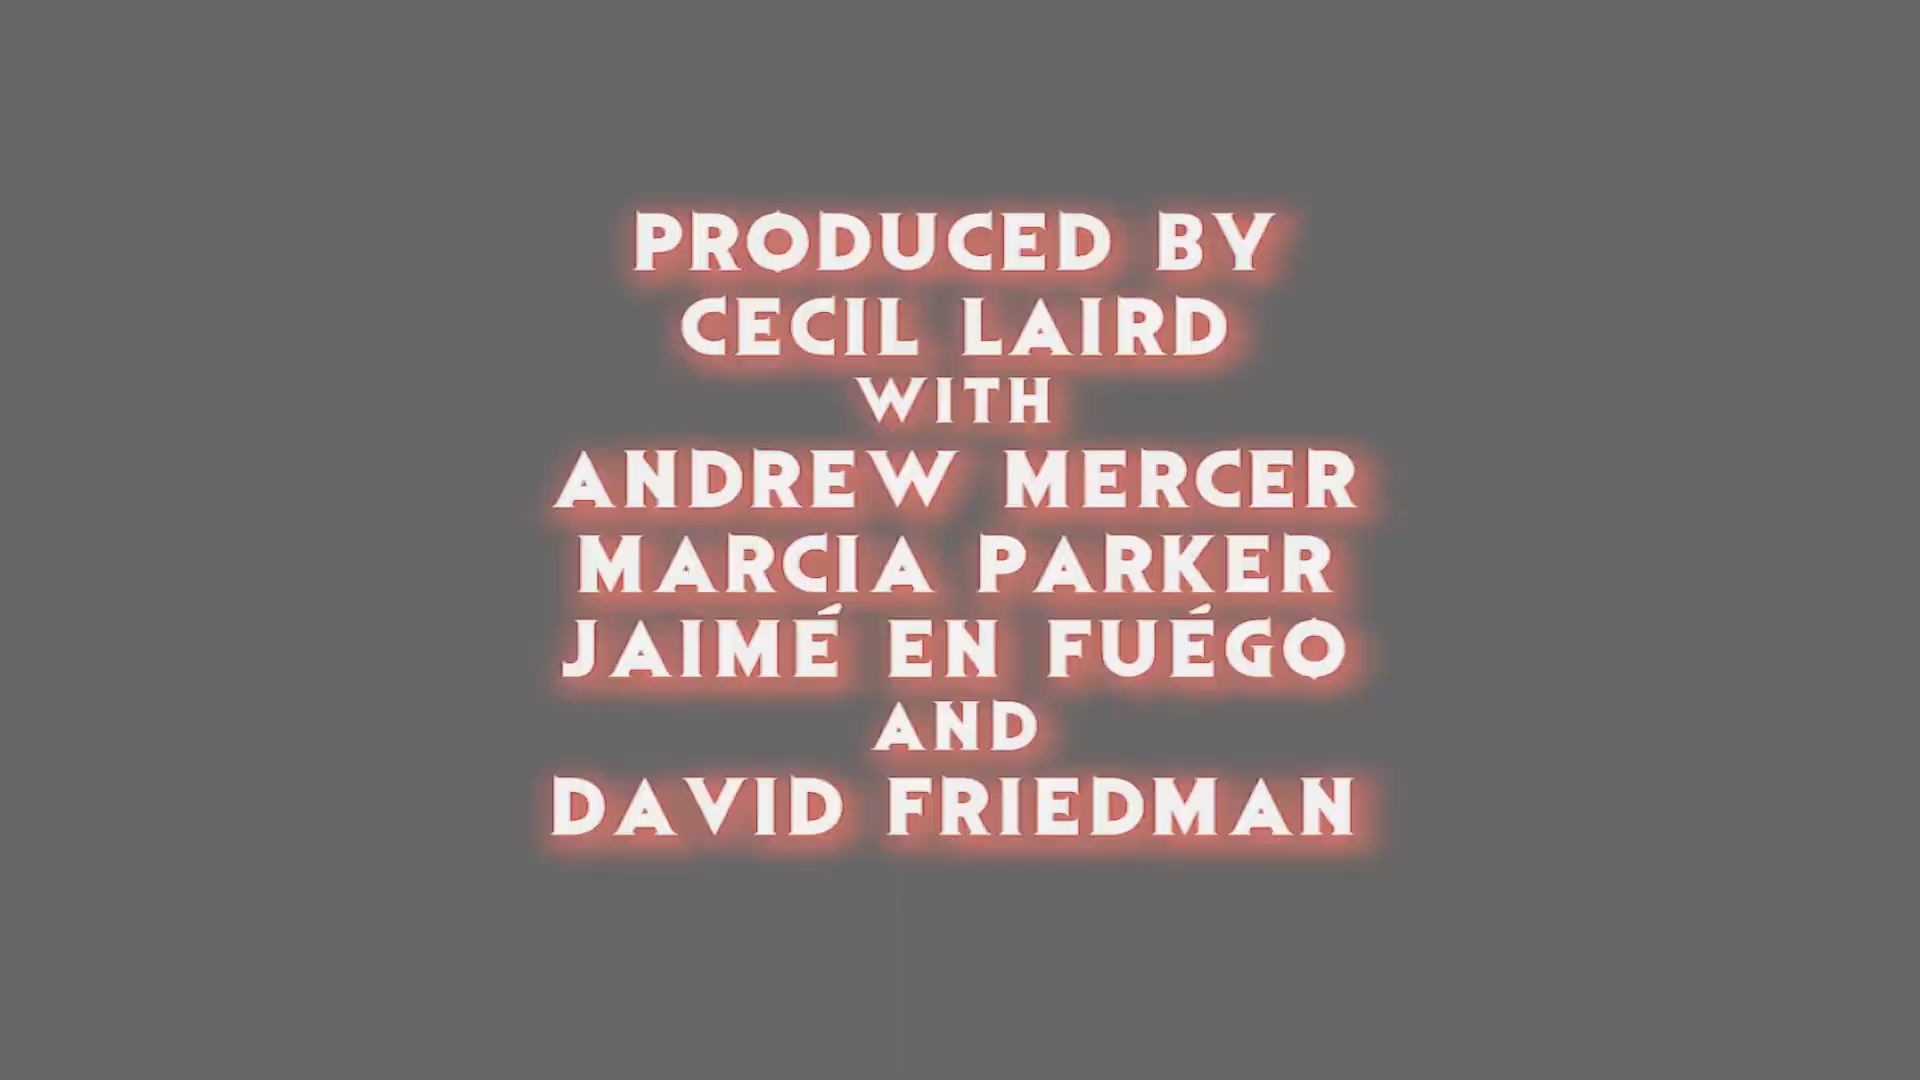 PRODUCED BY
CECIL LAIRD
WITH
ANDREW MERCER
MARCIA PARKER
JAIMÉ EN FUÉGO
AND
DAVID FRIEDMAN